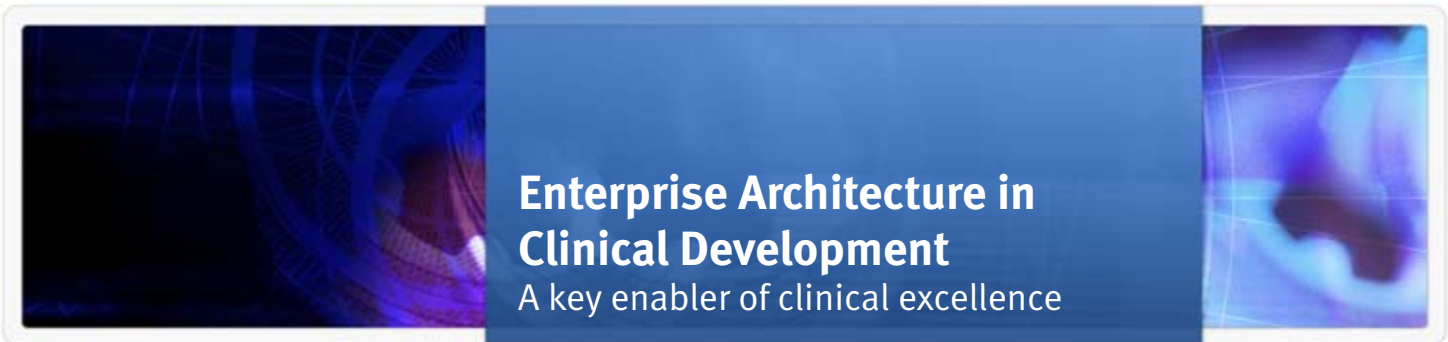 Enterprise Architecture in
Clinical Development
A key enabler of clinical excellence